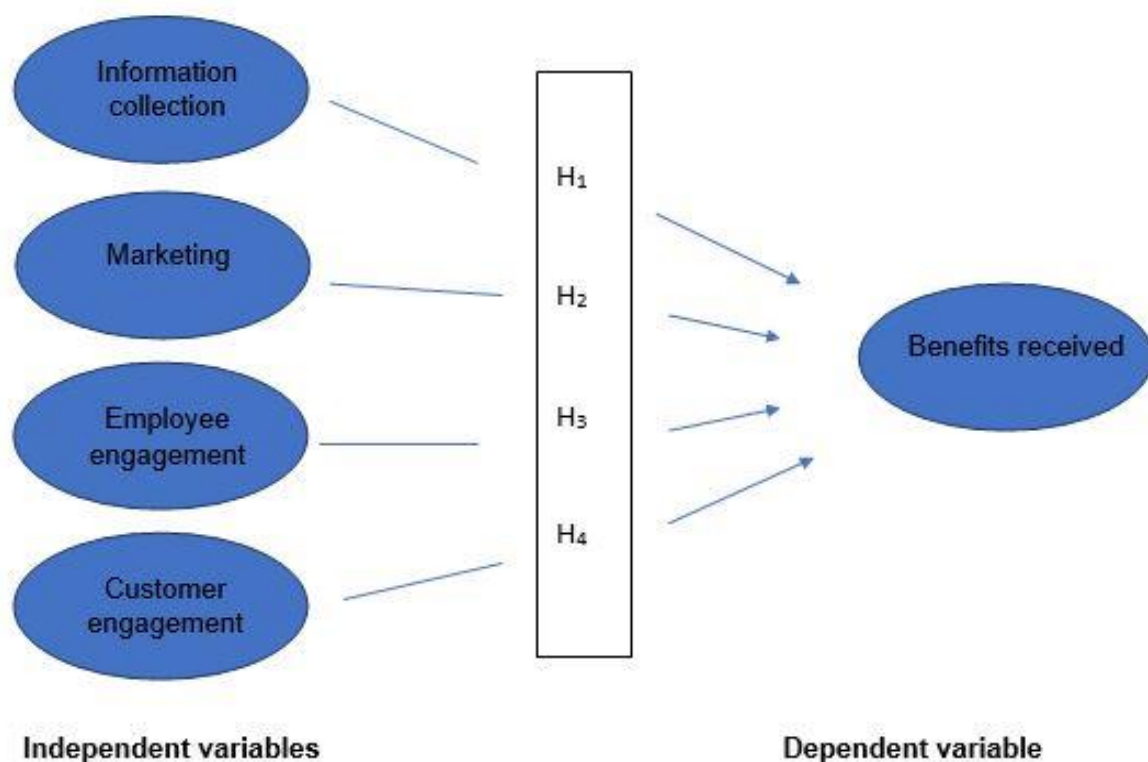 Information
collection
Marketing
Employee
engagement
Customer
engagement
H₁
H₂
H₃
H₄
Benefits received
Independent variables
Dependent variable